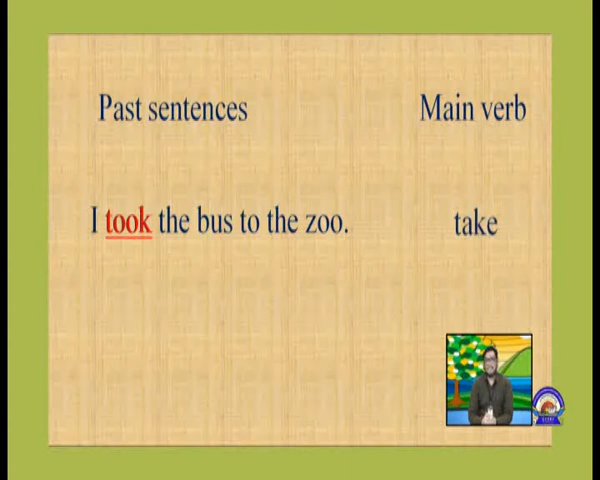 Past sentences Main verb
I took the bus to the zoo. take